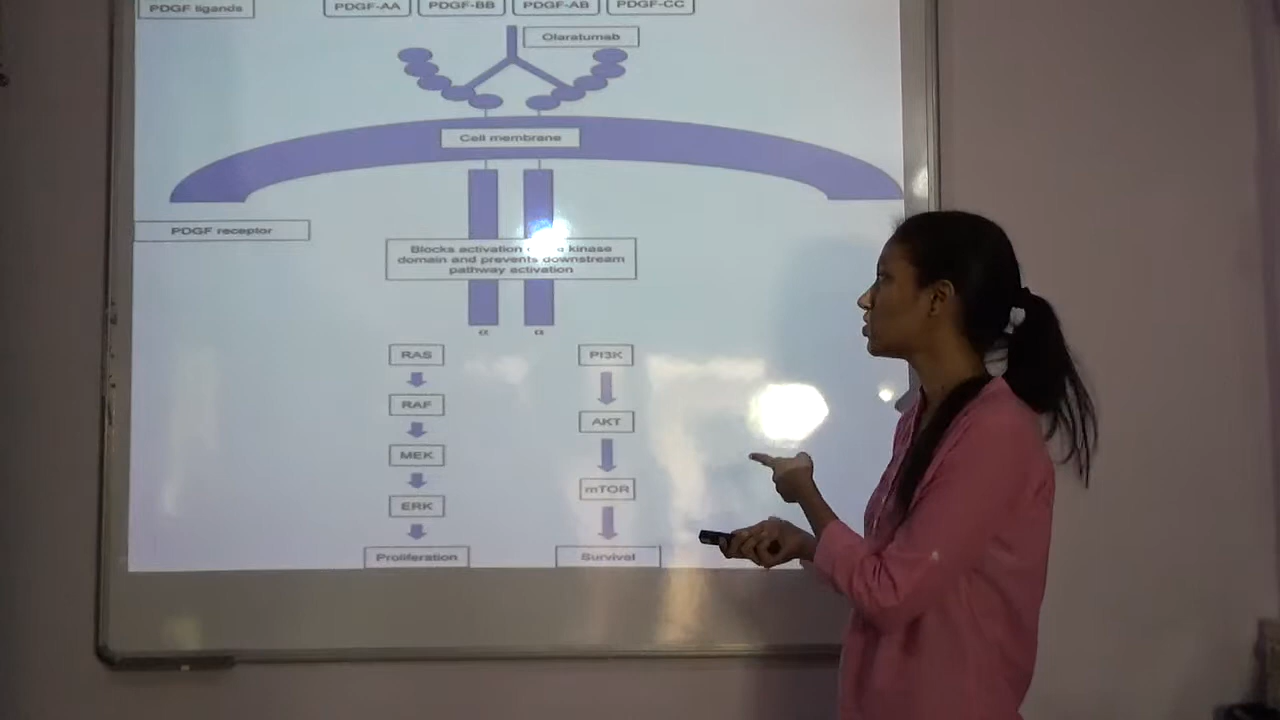 PDGF ligands
PDGF-AA
PDGF-BB
PDGF-AB
PDGF-CC
Olaratumab
Cell membrane
PDGF receptor
Blocks activation kinase
domain and prevents downstream
pathway activation
α α
RAS
PI3K
RAF
AKT
MEK
mTOR
ERK
Proliferation
Survival